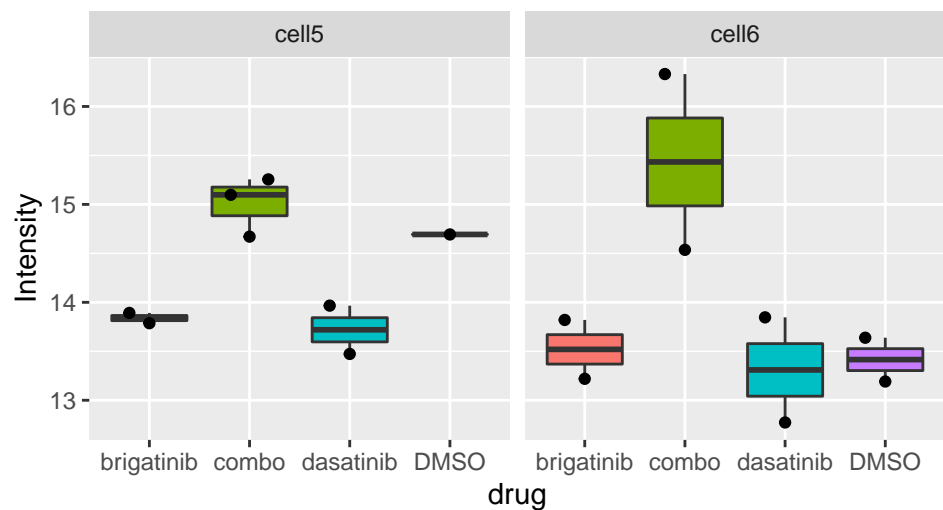 cell5 cell6
16
15
14
13
Intensity
brigatinib combo dasatinib DMSO brigatinib combo dasatinib DMSO
drug